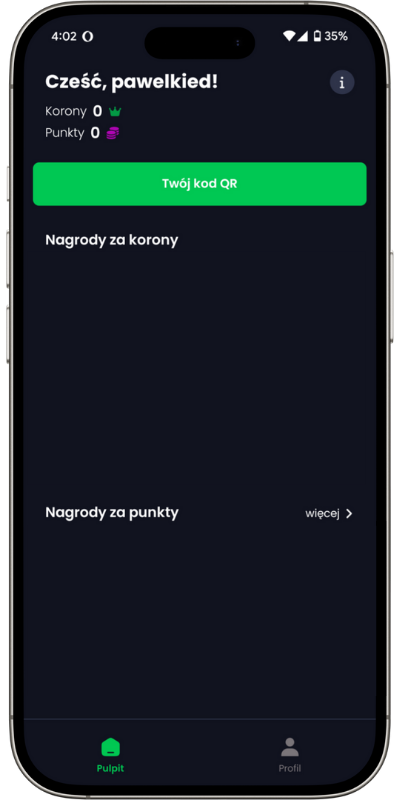 4:02
35%
Cześć, pawelkied!
i
Korony 0
Punkty 0
Twój kod QR
Nagrody za korony
Nagrody za punkty
więcej
Pulpit
Profil